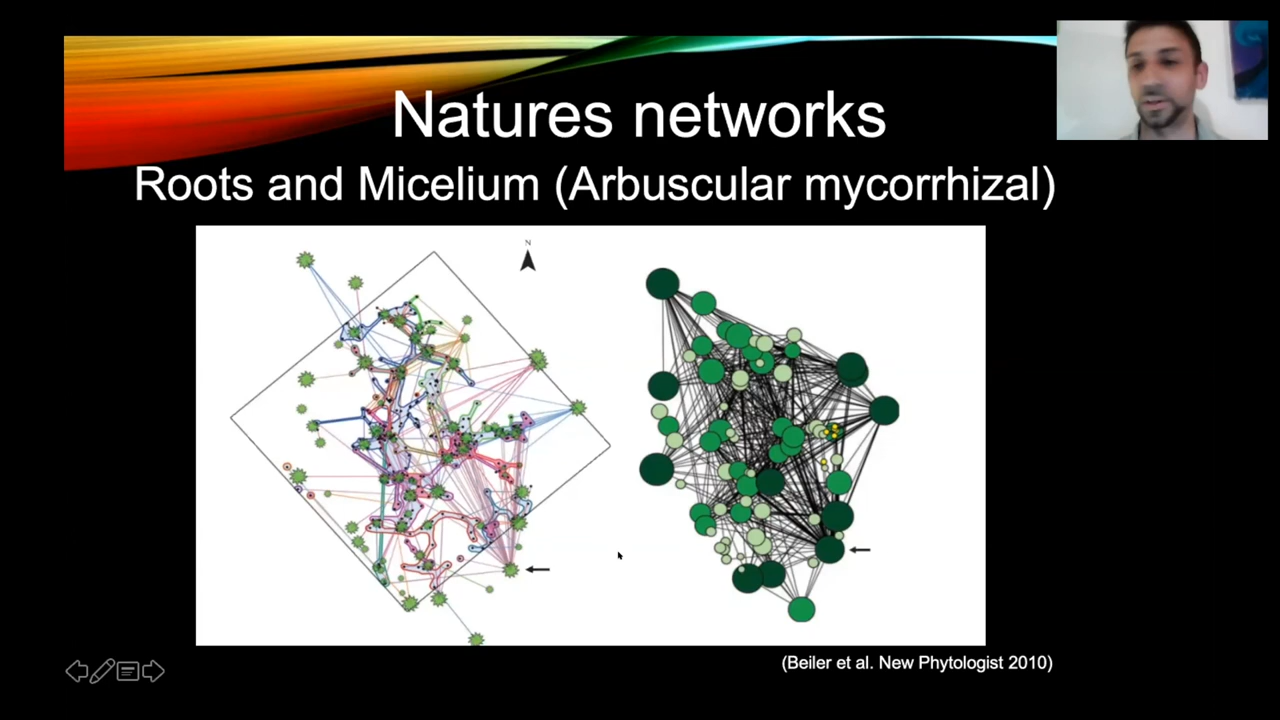 Natures networks
Roots and Micelium (Arbuscular mycorrhizal)
N
(Beiler et al. New Phytologist 2010)